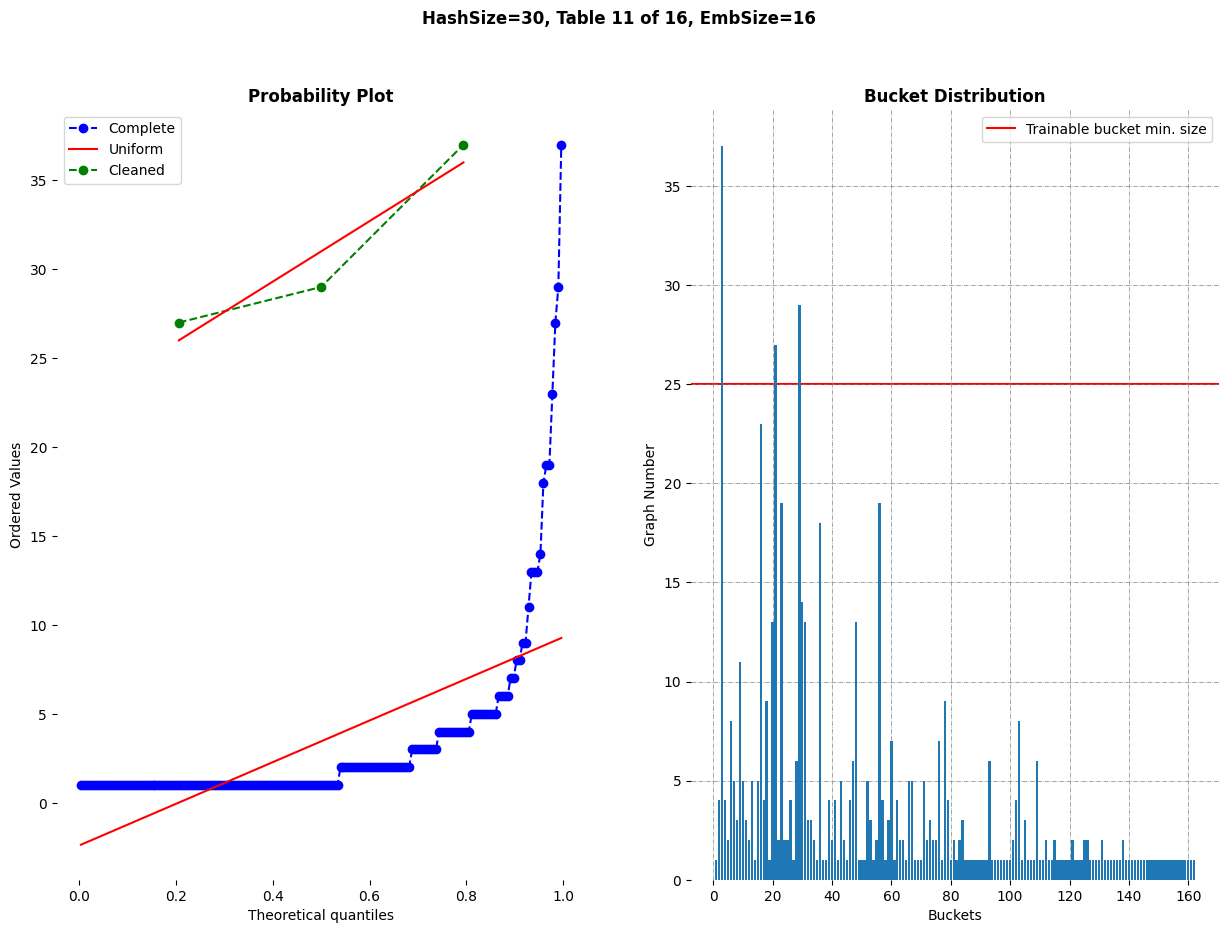 HashSize=30, Table 11 of 16, EmbSize=16
Probability Plot
Complete
Uniform
Cleaned
35
30
25
20
15
10
5
0
Ordered Values
0.0 0.2 0.4 0.6 0.8 1.0
Theoretical quantiles
Bucket Distribution
Trainable bucket min. size
35
30
25
20
15
10
5
0
Graph Number
0 20 40 60 80 100 120 140 160
Buckets